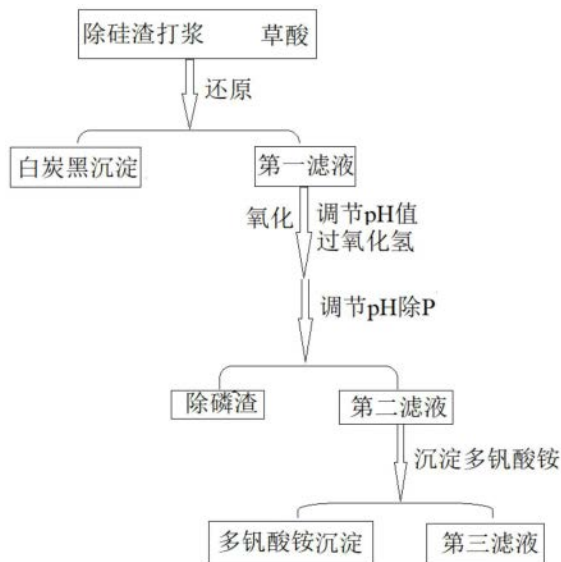 除硅渣打浆 草酸
还原
白炭黑沉淀 第一滤液
氧化 调节pH值
过氧化氢
调节pH除P
除磷渣 第二滤液
沉淀多钒酸铵
多钒酸铵沉淀 第三滤液